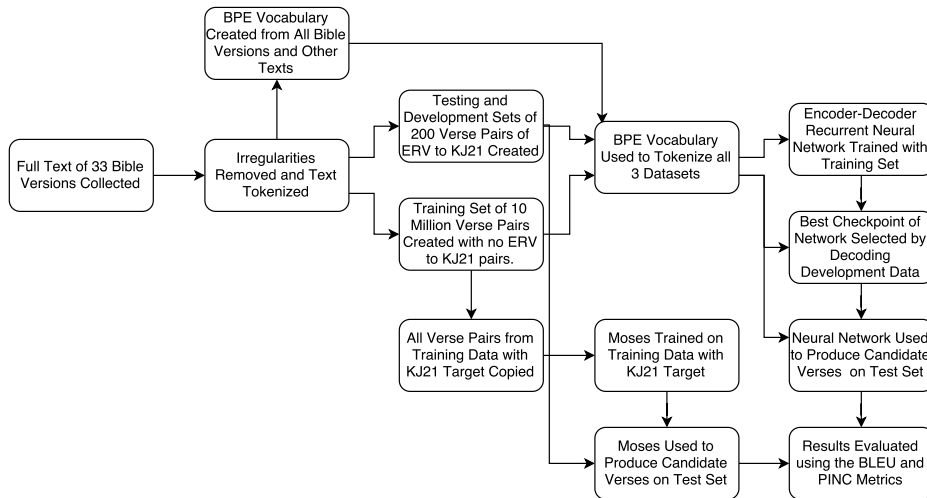 BPE Vocabulary
Created from All Bible
Versions and Other
Texts
Full Text of 33 Bible
Versions Collected
Irregularities
Removed and Text
Tokenized
Testing and
Development Sets of
200 Verse Pairs of
ERV to KJ21 Created
Training Set of 10
Million Verse Pairs
Created with no ERV
to KJ21 pairs.
All Verse Pairs from
Training Data with
KJ21 Target Copied
BPE Vocabulary
Used to Tokenize all
3 Datasets
Moses Trained on
Training Data with
KJ21 Target
Moses Used to
Produce Candidate
Verses on Test Set
Encoder-Decoder
Recurrent Neural
Network Trained with
Training Set
Best Checkpoint of
Network Selected by
Decoding
Development Data
Neural Network Used
to Produce Candidate
Verses on Test Set
Results Evaluated
using the BLEU and
PINC Metrics